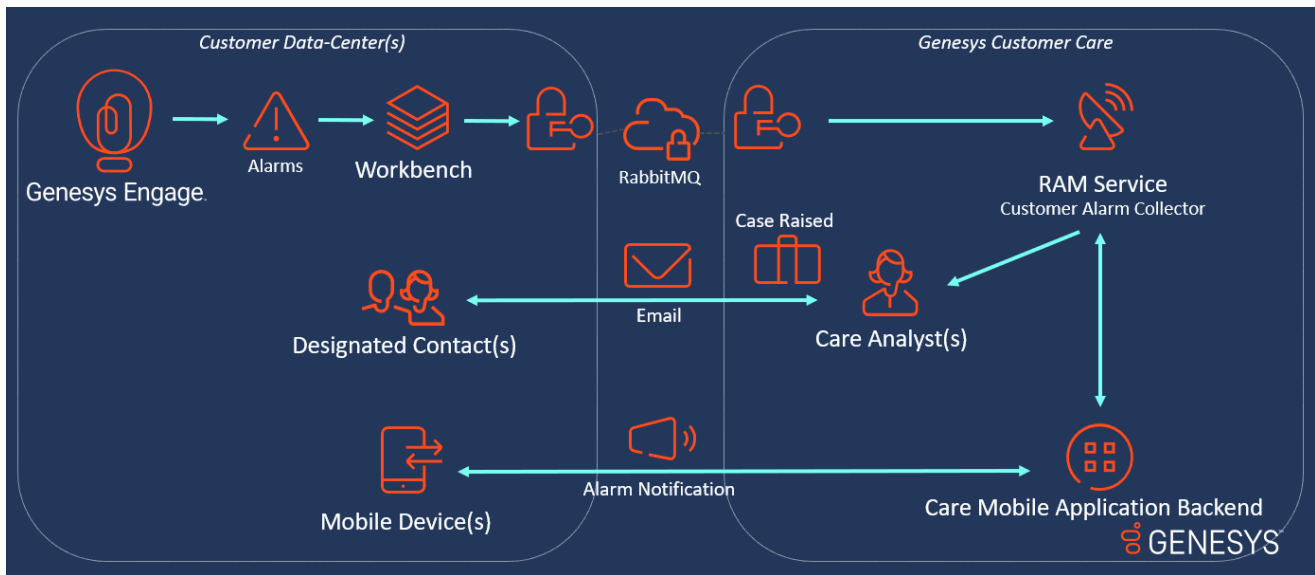 Customer Data-Center(s)
Genesys Customer Care
Genesys Engage.
Alarms
Workbench
RabbitMQ
RAM Service
Customer Alarm Collector
Case Raised
Email
Designated Contact(s)
Care Analyst(s)
Alarm Notification
Mobile Device(s)
Care Mobile Application Backend
GENESYS™